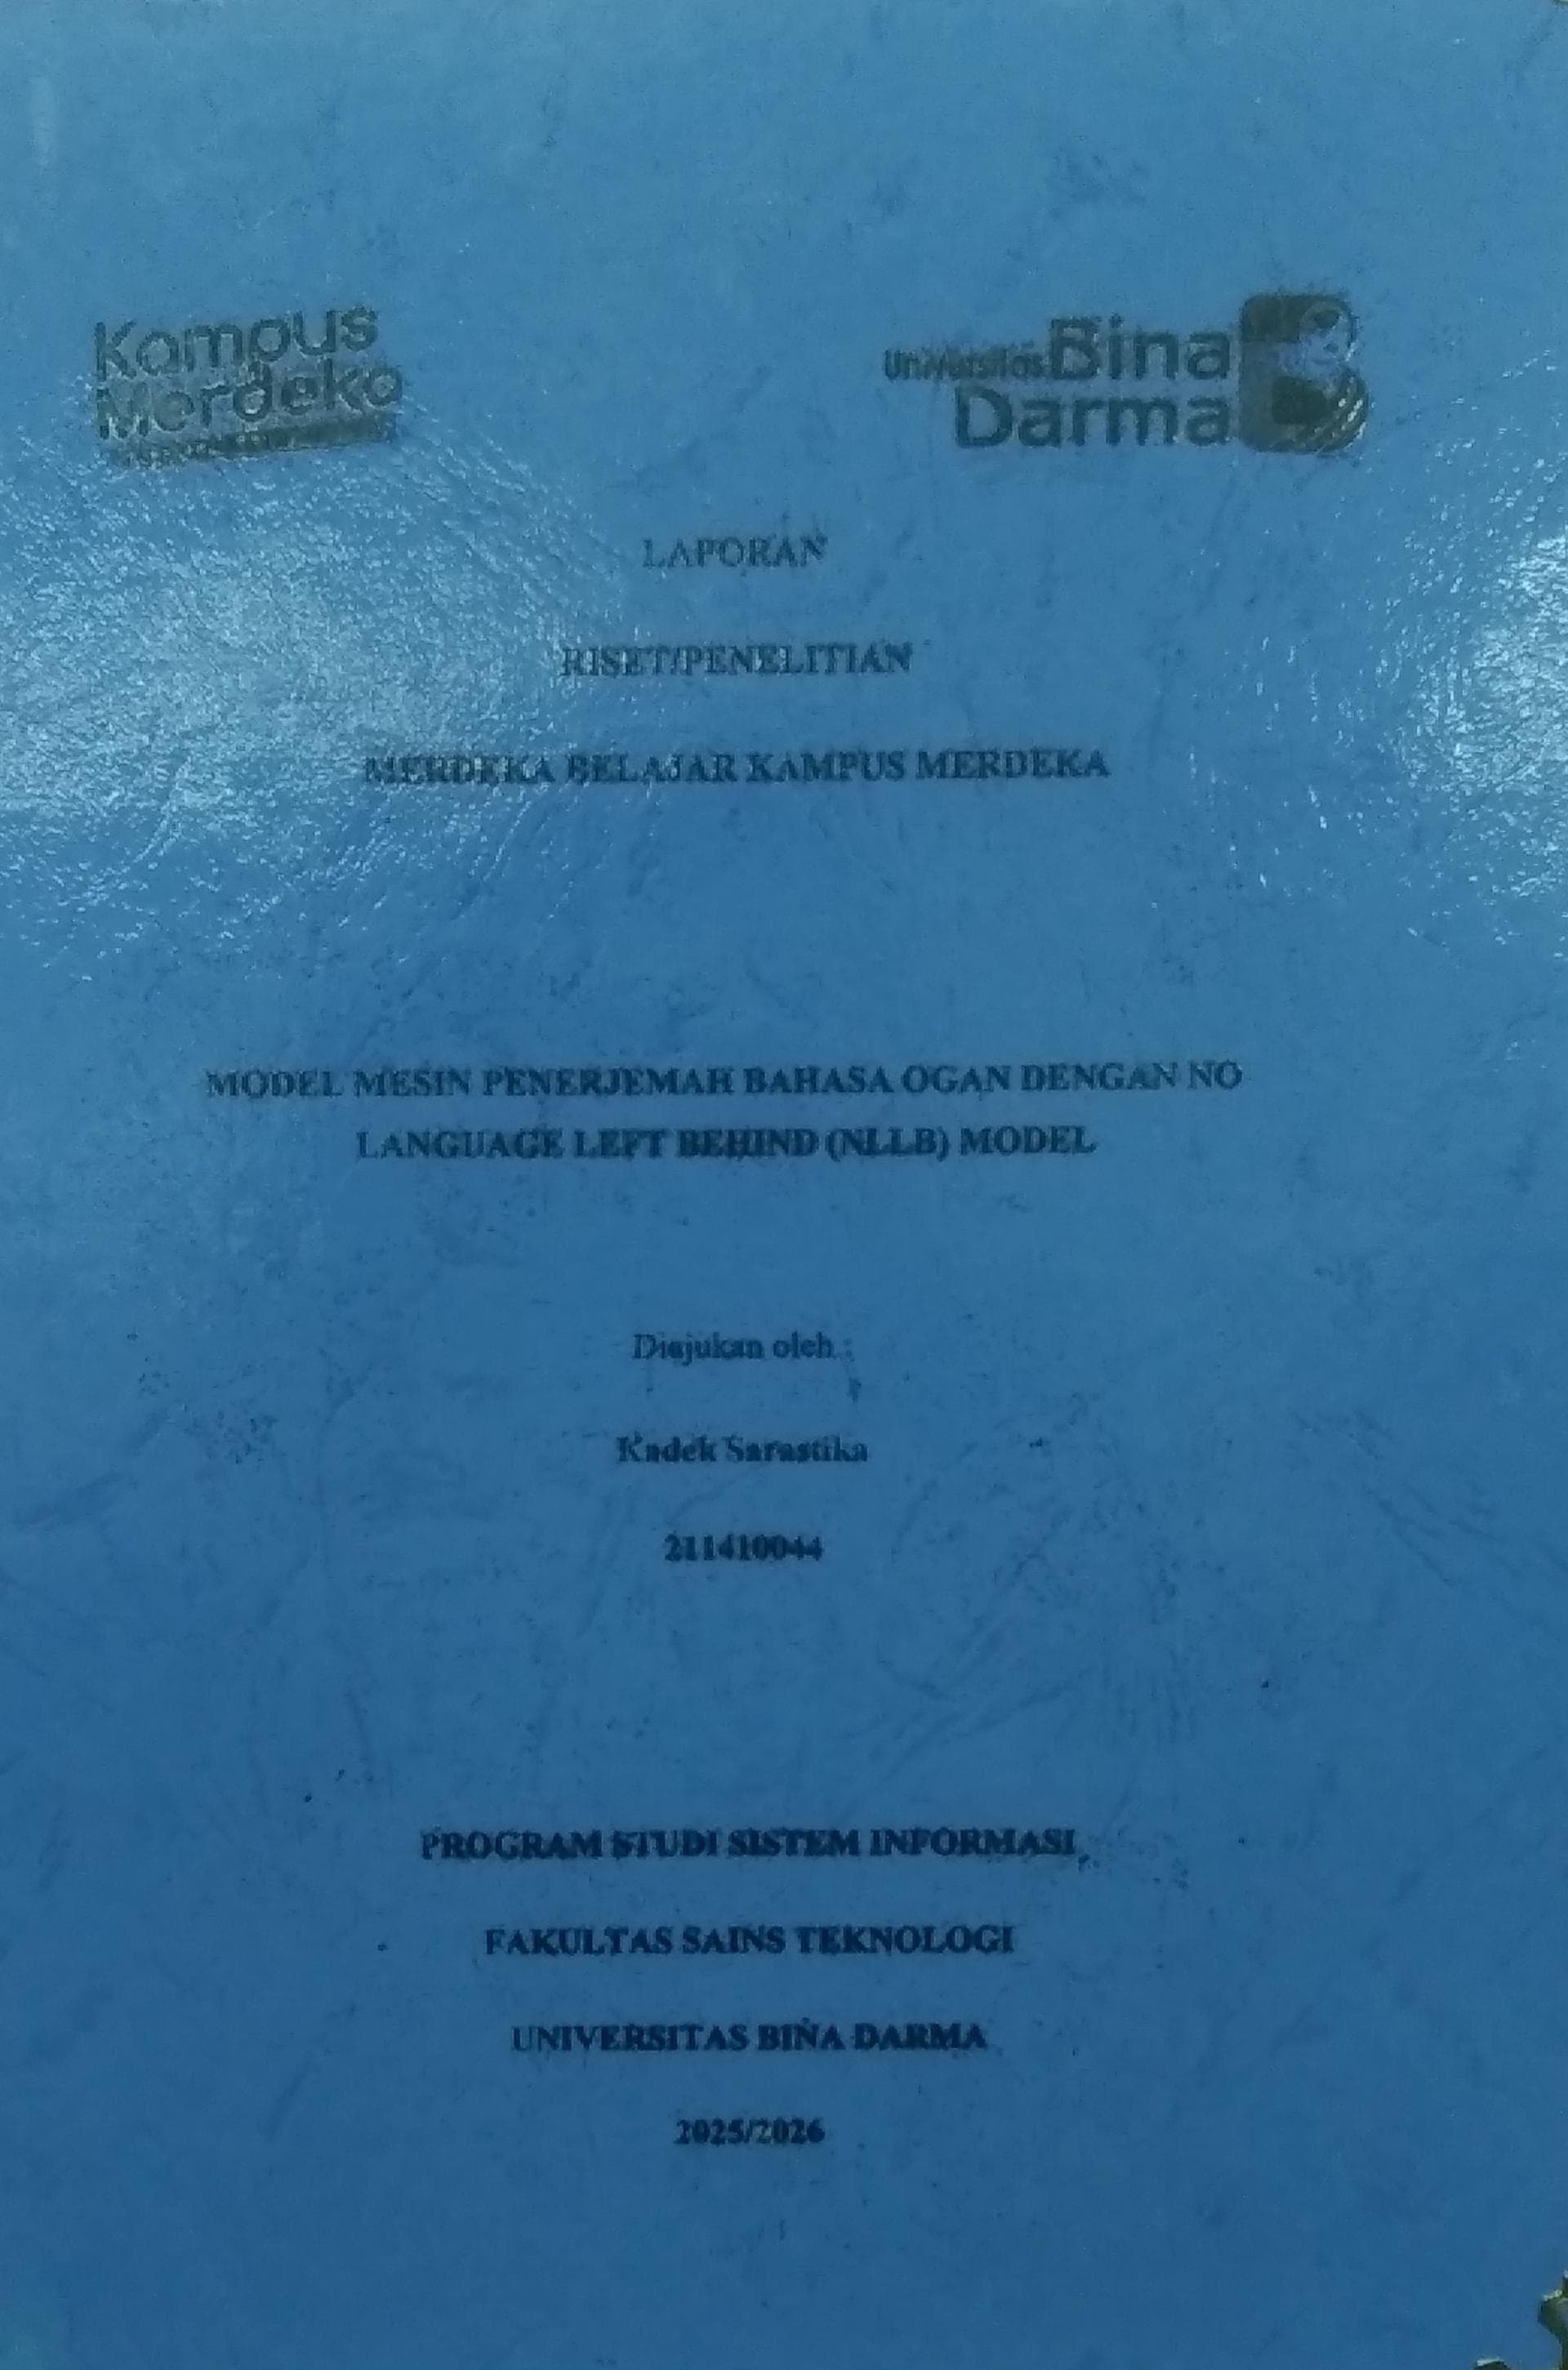 Kampus
Merdeka
Universitas Bina
Darma
LAPORAN
RISET/PENELITIAN
MERDEKA BELAJAR KAMPUS MERDEKA
MODEL MESIN PENERJEMAH BAHASA OGAN DENGAN NO
LANGUAGE LEFT BEHIND (NLLB) MODEL
Diajukan oleh :
Kadek Sarastika
211410044
PROGRAM STUDI SISTEM INFORMASI
FAKULTAS SAINS TEKNOLOGI
UNIVERSITAS BINA DARMA
2025/2026